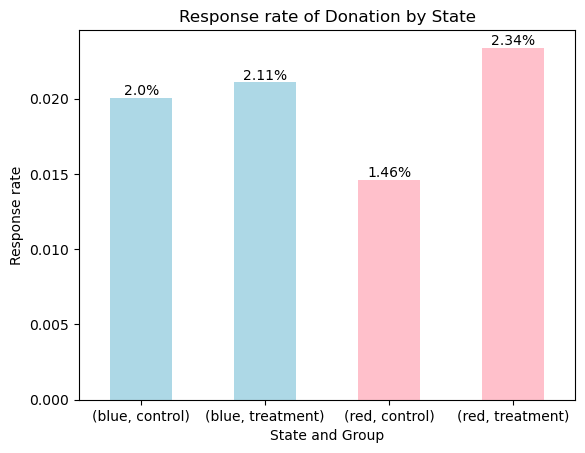 Response rate of Donation by State
2.34%
2.11%
2.0%
1.46%
0.020
0.015
0.010
0.005
0.000
Response rate
(blue, control)
(blue, treatment)
(red, control)
(red, treatment)
State and Group